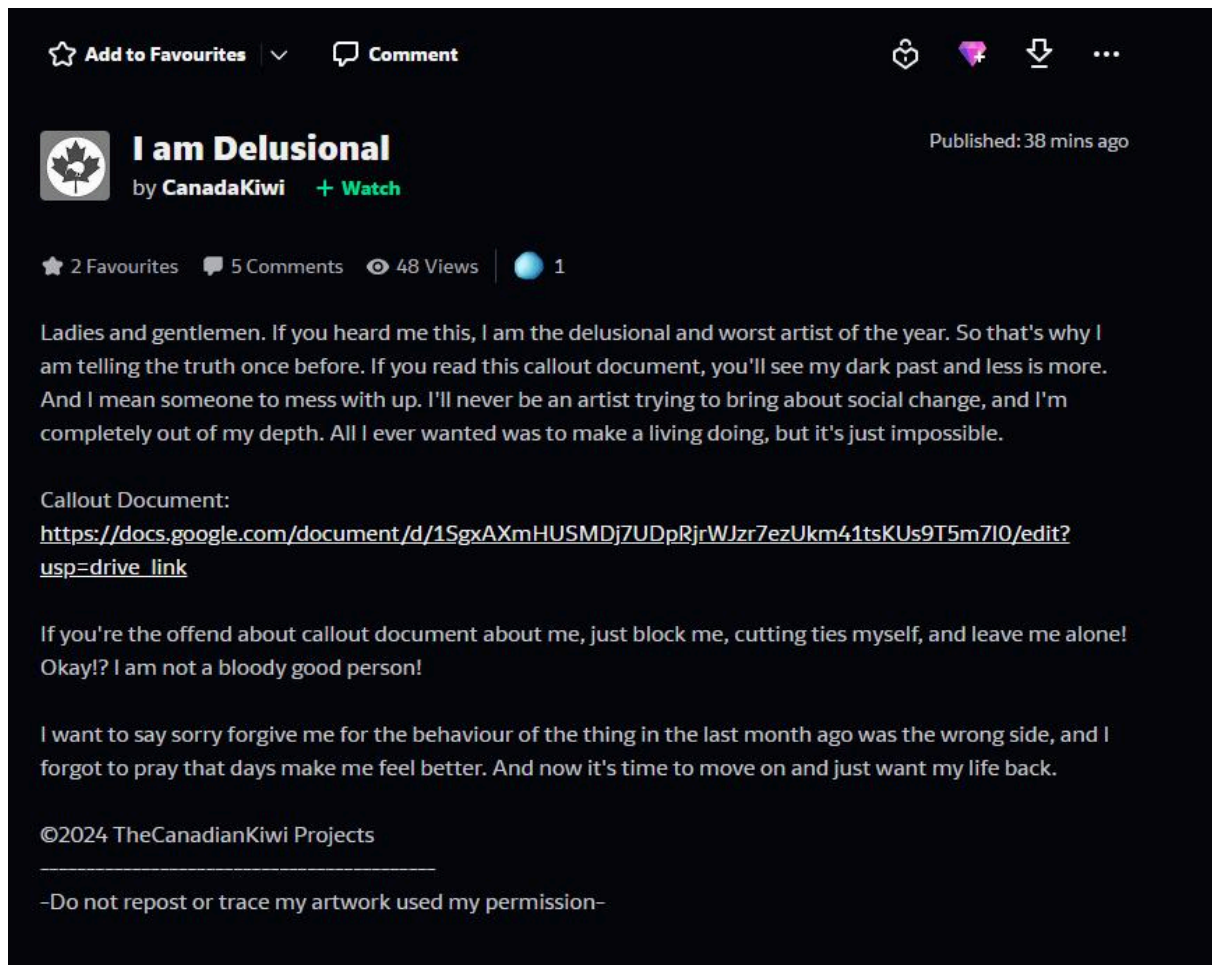 Add to Favourites
Comment
I am Delusional
Published: 38 mins ago
by CanadaKiwi + Watch
2 Favourites 5 Comments 48 Views 1
Ladies and gentlemen. If you heard me this, I am the delusional and worst artist of the year. So that's why I
am telling the truth once before. If you read this callout document, you'll see my dark past and less is more.
And I mean someone to mess with up. I'll never be an artist trying to bring about social change, and I'm
completely out of my depth. All I ever wanted was to make a living doing, but it's just impossible.
Callout Document:
https://docs.google.com/document/d/1SgxAXmHUSMDj7UDpRjrWJzr7ezUkm41tsKUs9T5m7I0/edit?
usp=drive_link
If you're the offend about callout document about me, just block me, cutting ties myself, and leave me alone!
Okay!? I am not a bloody good person!
I want to say sorry forgive me for the behaviour of the thing in the last month ago was the wrong side, and I
forgot to pray that days make me feel better. And now it's time to move on and just want my life back.
©2024 TheCanadianKiwi Projects
-------------------------------------------
-Do not repost or trace my artwork used my permission-